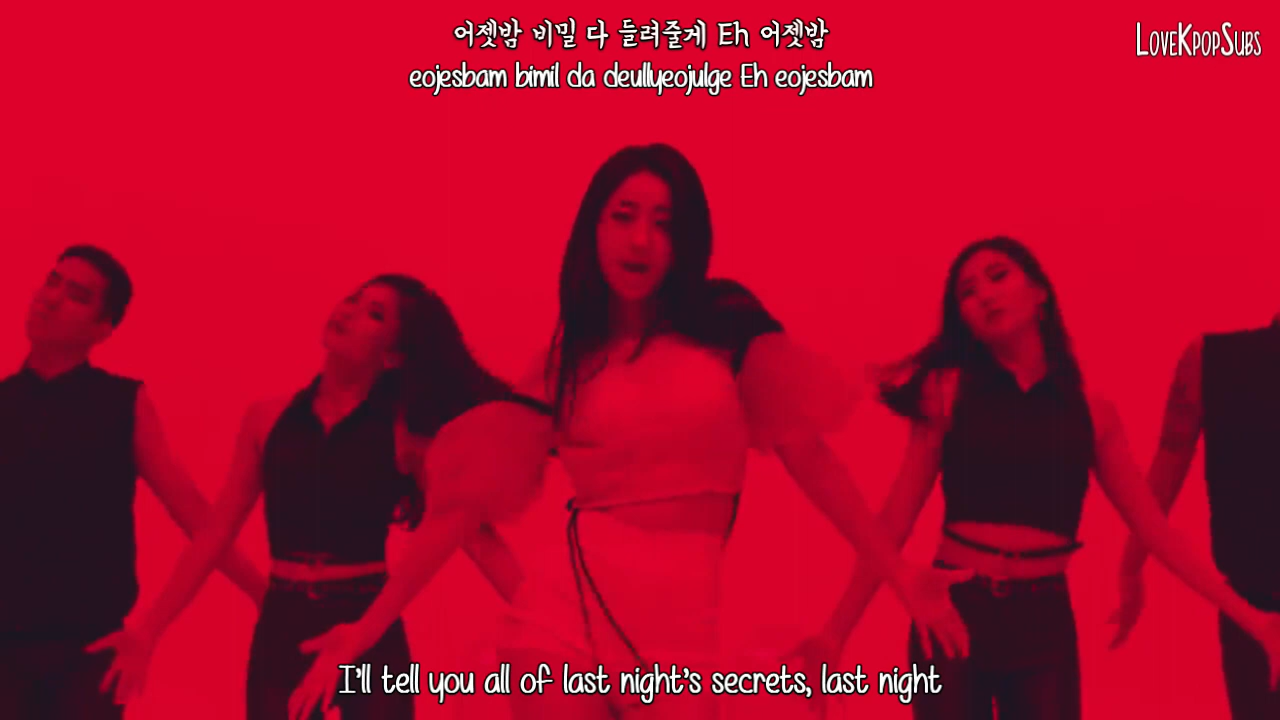 어젯밤 비밀 다 들려줄게 Eh 어젯밤
eojesbam bimil da deullyeojulge Eh eojesbam
LoveKpopSubs
I'll tell you all of last night's secrets, last night